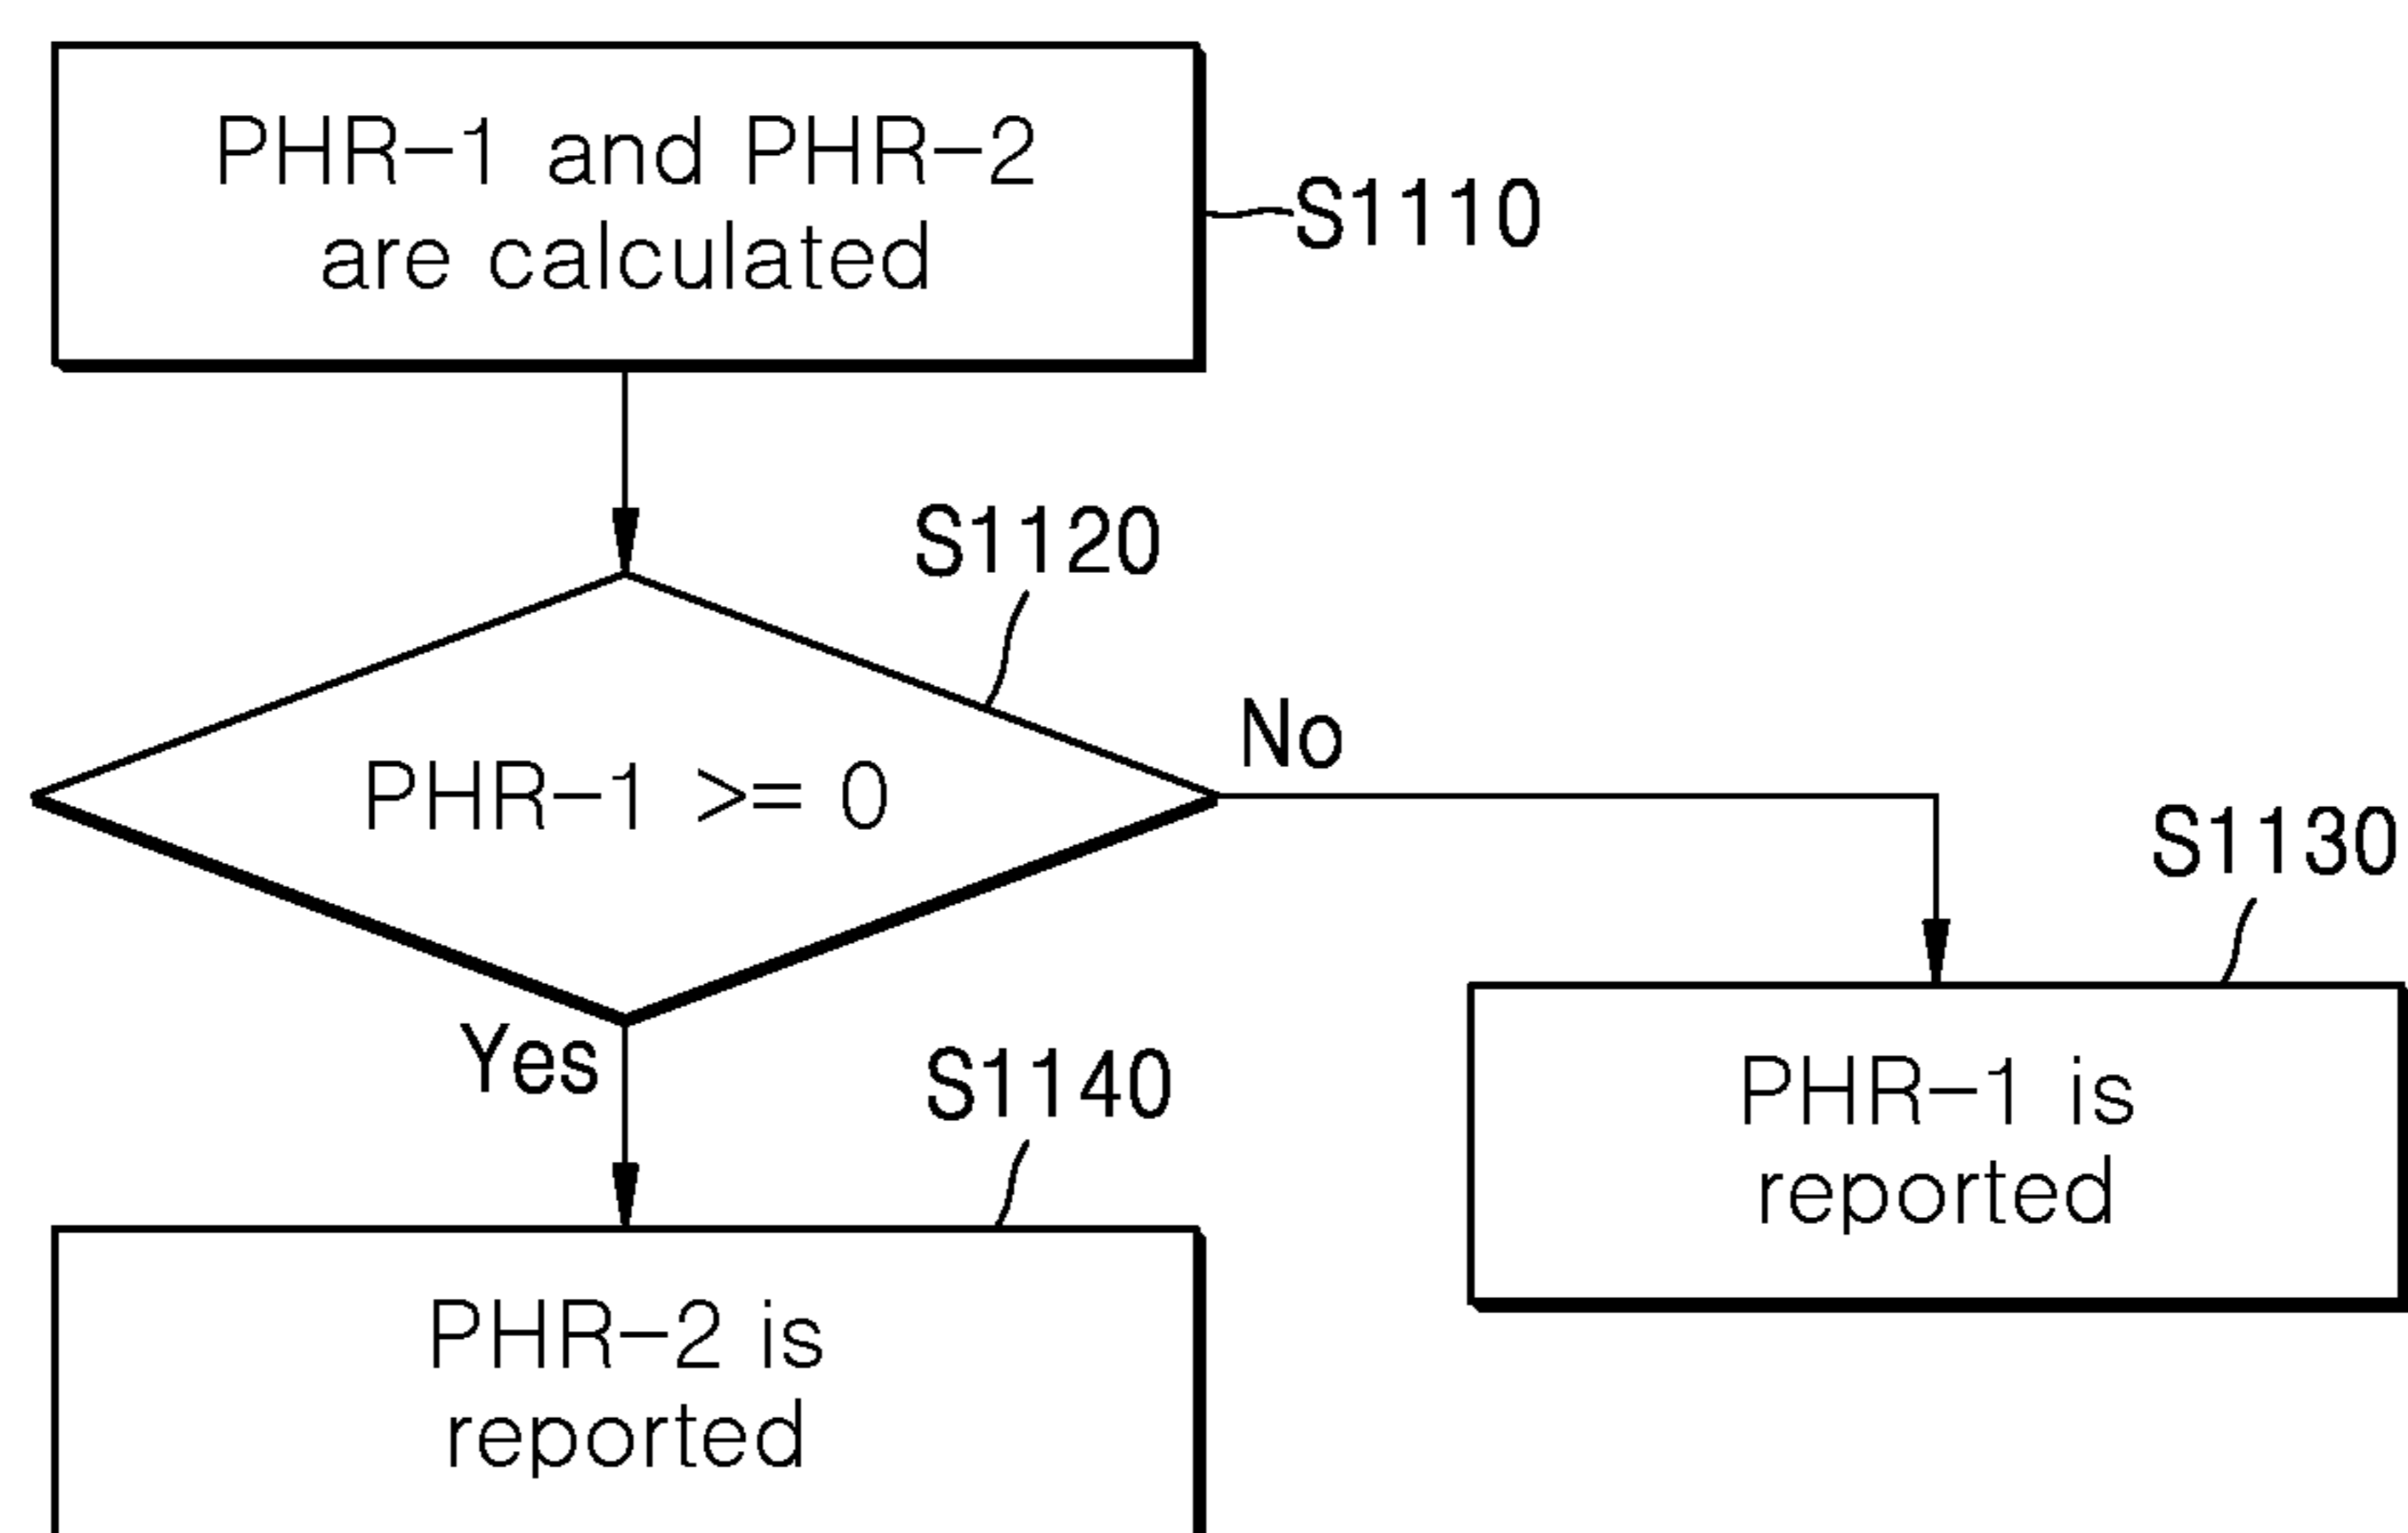 PHR-1 and PHR-2
are calculated
S1110
S1120
PHR-1 >= 0
No
Yes
S1130
PHR-1 is
reported
S1140
PHR-2 is
reported